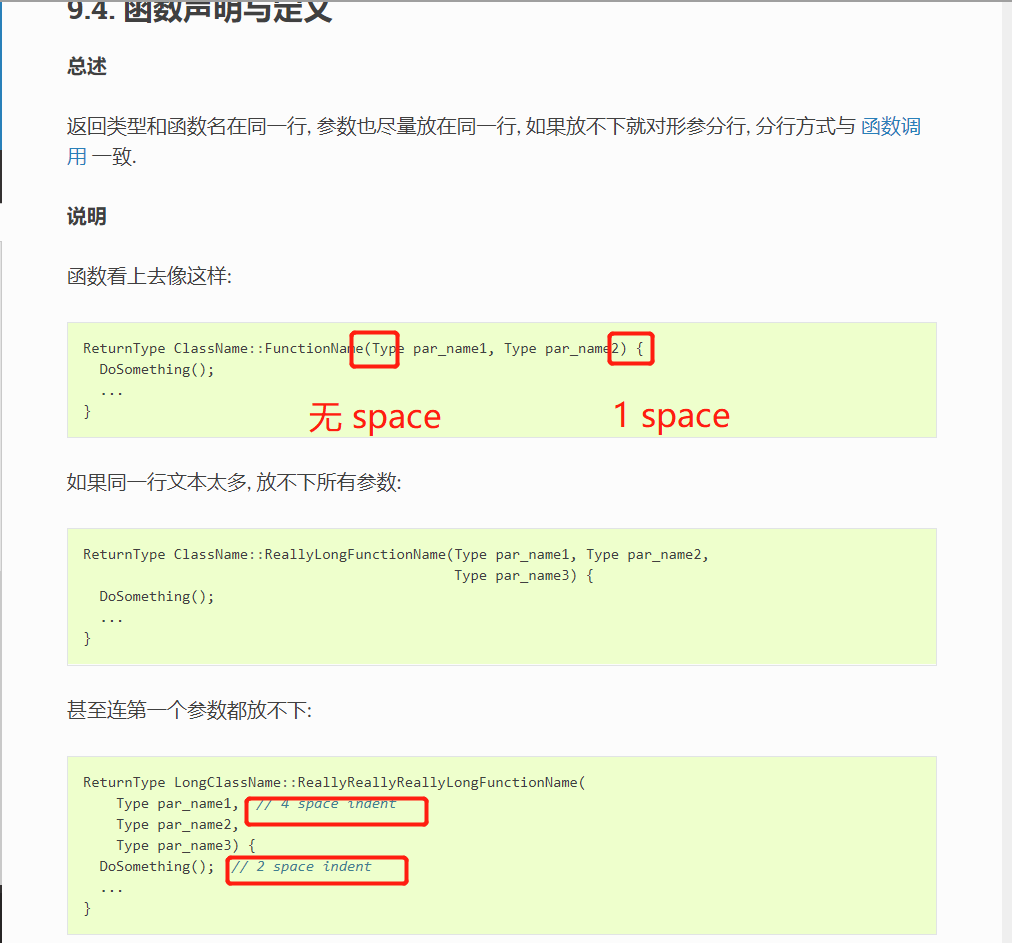 9.4. 函数声明与定义
总述
返回类型和函数名在同一行, 参数也尽量放在同一行, 如果放不下就对形参分行, 分行方式与 函数调
用 一致.
说明
函数看上去像这样:
ReturnType ClassName::FunctionName(Type par_name1, Type par_name2) {
  DoSomething();
  ...
}
无 space
1 space
如果同一行文本太多, 放不下所有参数:
ReturnType ClassName::ReallyLongFunctionName(Type par_name1, Type par_name2,
                                             Type par_name3) {
  DoSomething();
  ...
}
甚至连第一个参数都放不下:
ReturnType LongClassName::ReallyReallyReallyLongFunctionName(
    Type par_name1,  // 4 space indent
    Type par_name2,
    Type par_name3) {
  DoSomething();  // 2 space indent
  ...
}